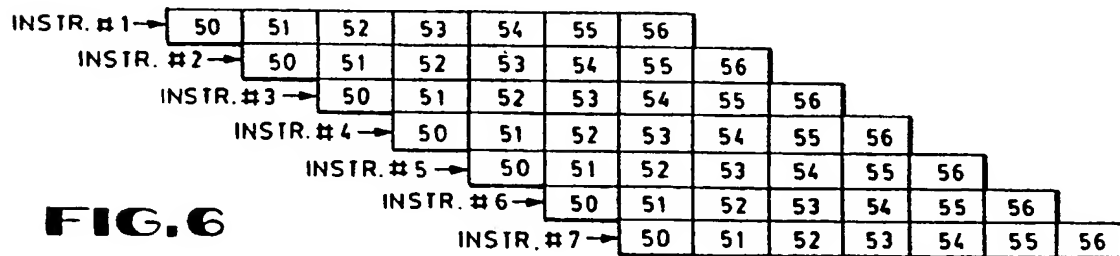 INSTR. #1→ 50 51 52 53 54 55 56
INSTR. #2→ 50 51 52 53 54 55 56
INSTR. #3→ 50 51 52 53 54 55 56
INSTR. #4→ 50 51 52 53 54 55 56
INSTR. #5→ 50 51 52 53 54 55 56
INSTR. #6→ 50 51 52 53 54 55 56
INSTR. #7→ 50 51 52 53 54 55 56
FIG. 6